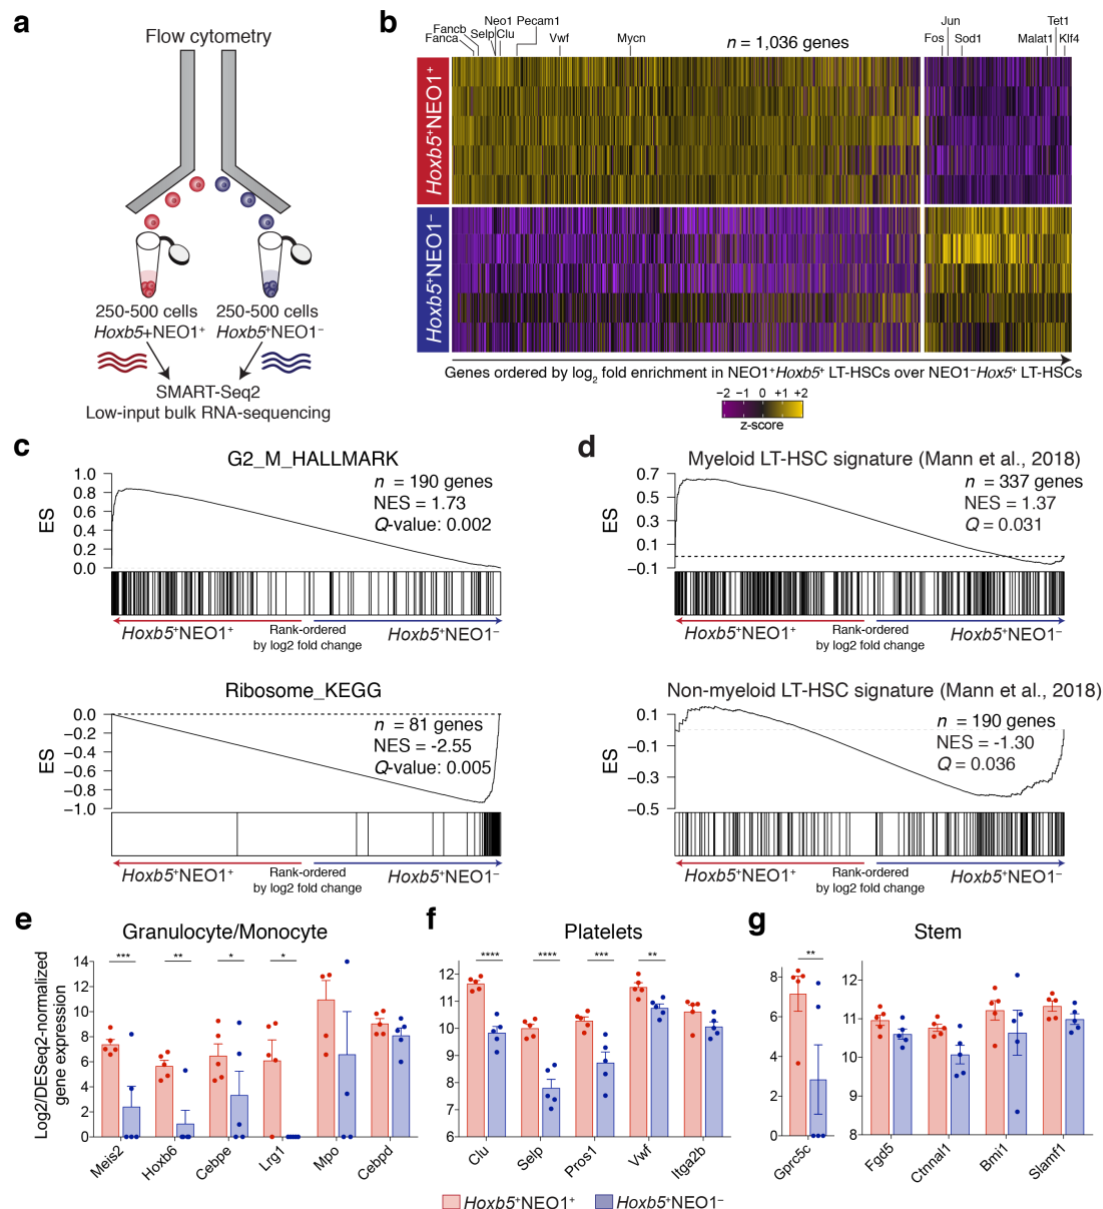 a
Flow cytometry
250-500 cells
Hoxb5+NEO1+
250-500 cells
Hoxb5+NEO1−
SMART-Seq2
Low-input bulk RNA-sequencing
b
Fanca
Fancb
Selp
Neo1
Clu
Pecam1
Vwf
Mycn
n = 1,036 genes
Fos
Jun
Sod1
Malat1
Tet1
Klf4
Hoxb5+NEO1+
Hoxb5+NEO1−
Genes ordered by log2 fold enrichment in NEO1+Hoxb5+ LT-HSCs over NEO1−Hox5+ LT-HSCs
−2 −1 0 +1 +2
z-score
c
G2_M_HALLMARK
n = 190 genes
NES = 1.73
Q-value: 0.002
ES
1.0
0.8
0.6
0.4
0.2
0.0
Hoxb5+NEO1+
Rank-ordered
by log2 fold change
Hoxb5+NEO1−
Ribosome_KEGG
n = 81 genes
NES = -2.55
Q-value: 0.005
ES
0.0
−0.2
−0.4
−0.6
−0.8
−1.0
Hoxb5+NEO1+
Rank-ordered
by log2 fold change
Hoxb5+NEO1−
d
Myeloid LT-HSC signature (Mann et al., 2018)
n = 337 genes
NES = 1.37
Q = 0.031
ES
0.7
0.5
0.3
0.1
−0.1
Hoxb5+NEO1+
Rank-ordered
by log2 fold change
Hoxb5+NEO1−
Non-myeloid LT-HSC signature (Mann et al., 2018)
n = 190 genes
NES = -1.30
Q = 0.036
ES
0.1
−0.1
−0.3
−0.5
Hoxb5+NEO1+
Rank-ordered
by log2 fold change
Hoxb5+NEO1−
e
Granulocyte/Monocyte
Log2/DESeq2-normalized
gene expression
14
12
10
8
6
4
2
0
*** ** * *
Meis2 Hoxb6 Cebpe Lrg1 Mpo Cebpd
f
Platelets
12
11
10
9
8
7
6
**** **** *** **
Clu Selp Pros1 Vwf Itga2b
g
Stem
8
6
4
2
0
**
Gprc5c
12
11
10
9
8
Fgd5 Ctnnal1 Bmi1 Slamf1
Hoxb5+NEO1+ Hoxb5+NEO1−